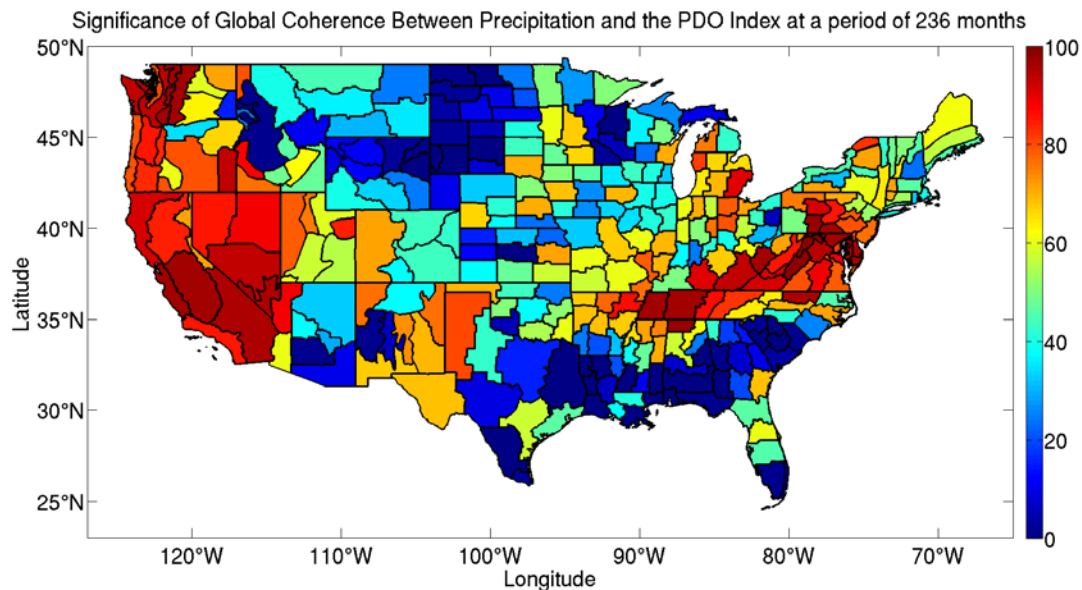 Significance of Global Coherence Between Precipitation and the PDO Index at a period of 236 months
50°N
45°N
40°N
35°N
30°N
25°N
Latitude
120°W
110°W
100°W
90°W
80°W
70°W
Longitude
100
80
60
40
20
0